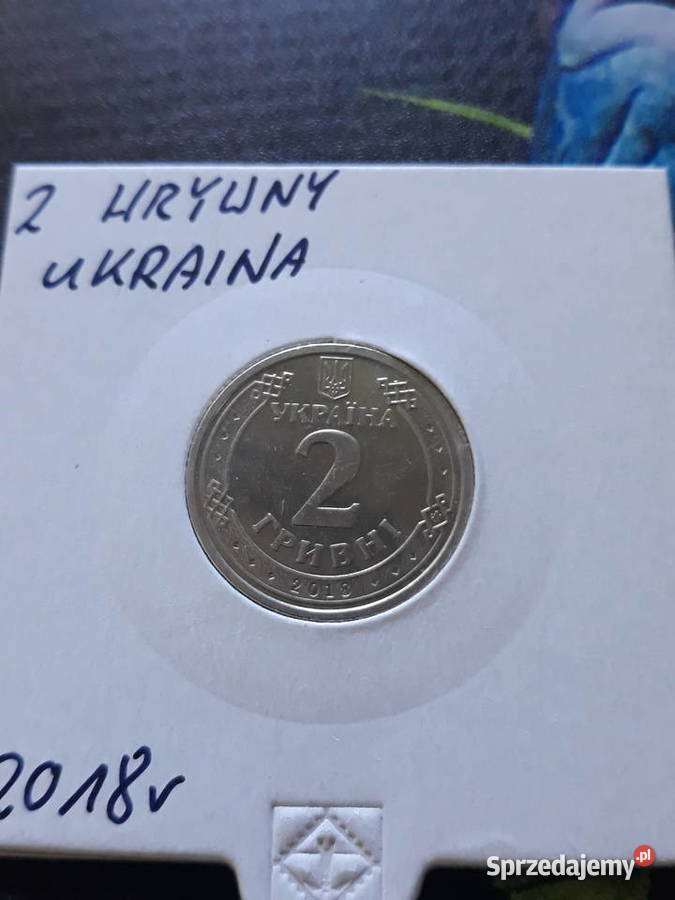 2 HRYWNY
UKRAINA
УКРАЇНА
2
ГРИВНІ
2018
2018r
Sprzedajemy.pl